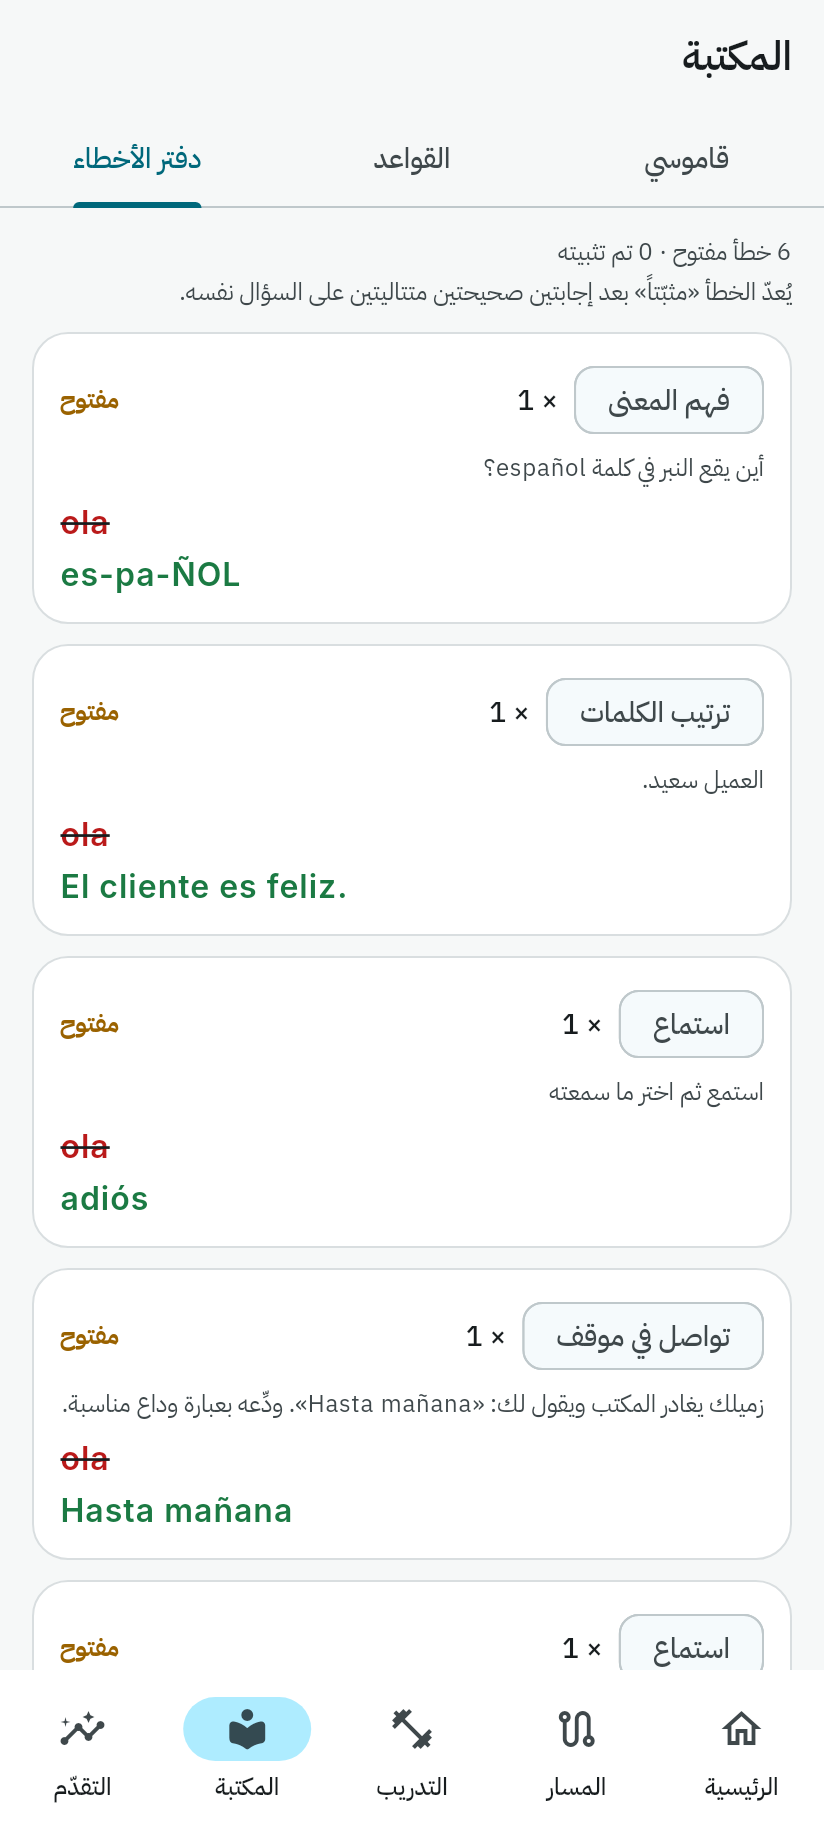 المكتبة
قاموسي
القواعد
دفتر الأخطاء
6 خطأ مفتوح · 0 تم تثبيته
يُعدّ الخطأ «مثبّتاً» بعد إجابتين صحيحتين متتاليتين على السؤال نفسه.
فهم المعنى × 1 مفتوح
أين يقع النبر في كلمة español؟
ola
es-pa-ÑOL
ترتيب الكلمات × 1 مفتوح
العميل سعيد.
ola
El cliente es feliz.
استماع × 1 مفتوح
استمع ثم اختر ما سمعته
ola
adiós
تواصل في موقف × 1 مفتوح
زميلك يغادر المكتب ويقول لك: «Hasta mañana». ودِّعه بعبارة وداع مناسبة.
ola
Hasta mañana
استماع × 1 مفتوح
الرئيسية
المسار
التدريب
المكتبة
التقدّم